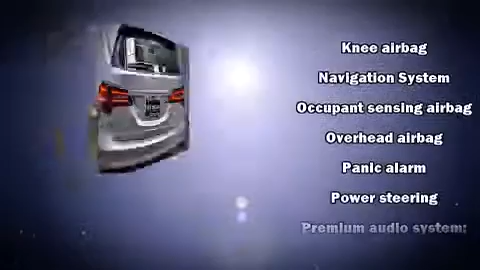 Knee airbag
Navigation System
Occupant sensing airbag
Overhead airbag
Panic alarm
Power steering
Premium audio system: